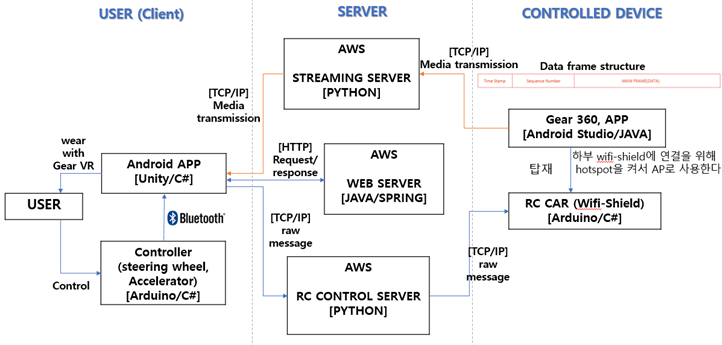 USER (Client)
SERVER
CONTROLLED DEVICE
AWS
STREAMING SERVER
[PYTHON]
[TCP/IP]
Media
transmission
[TCP/IP]
Media transmission
Data frame structure
Time Stamp
Sequence Number
MJPEG FRAME(DATA)
Gear 360, APP
[Android Studio/JAVA]
탑재
하부 wifi-shield에 연결을 위해
hotspot을 켜서 AP로 사용한다
RC CAR (Wifi-Shield)
[Arduino/C#]
wear
with
Gear VR
Android APP
[Unity/C#]
[HTTP]
Request/
response
AWS
WEB SERVER
[JAVA/SPRING]
USER
Bluetooth®
Control
Controller
(steering wheel,
Accelerator)
[Arduino/C#]
[TCP/IP]
raw
message
AWS
RC CONTROL SERVER
[PYTHON]
[TCP/IP]
raw
message